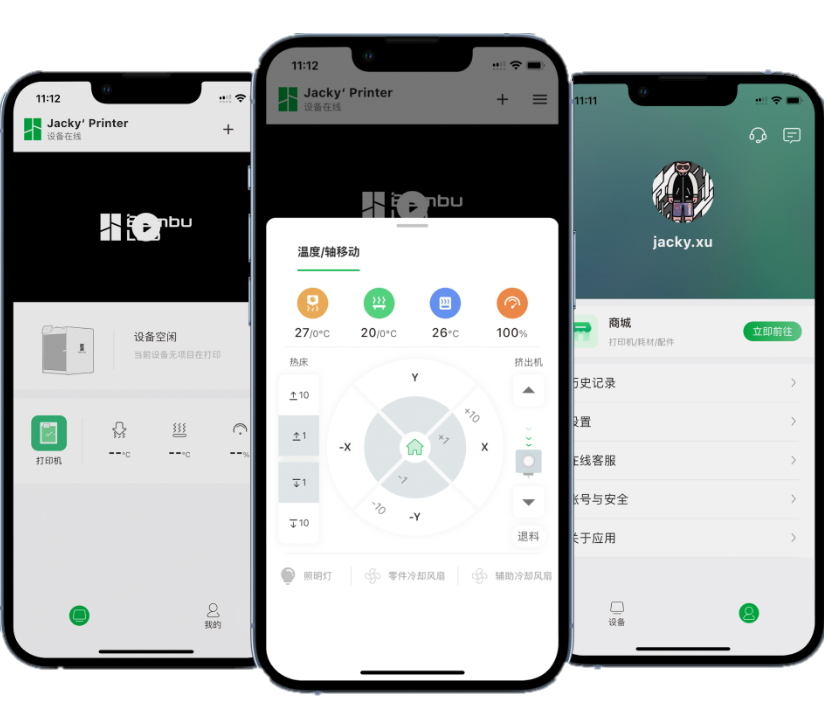 11:12
Jacky‘ Printer
设备在线
设备空闲
当前设备无项目在打印
打印机
--°C
--°C
--%
我的
11:12
Jacky‘ Printer
设备在线
温度/轴移动
27/0°C
20/0°C
26°C
100%
热床
挤出机
10
1
1
10
Y
+10
+1
-X
X
-1
-10
-Y
退料
照明灯
零件冷却风扇
辅助冷却风扇
11:11
jacky.xu
商城
打印机/耗材/配件
立即前往
历史记录
设置
在线客服
账号与安全
关于应用
设备